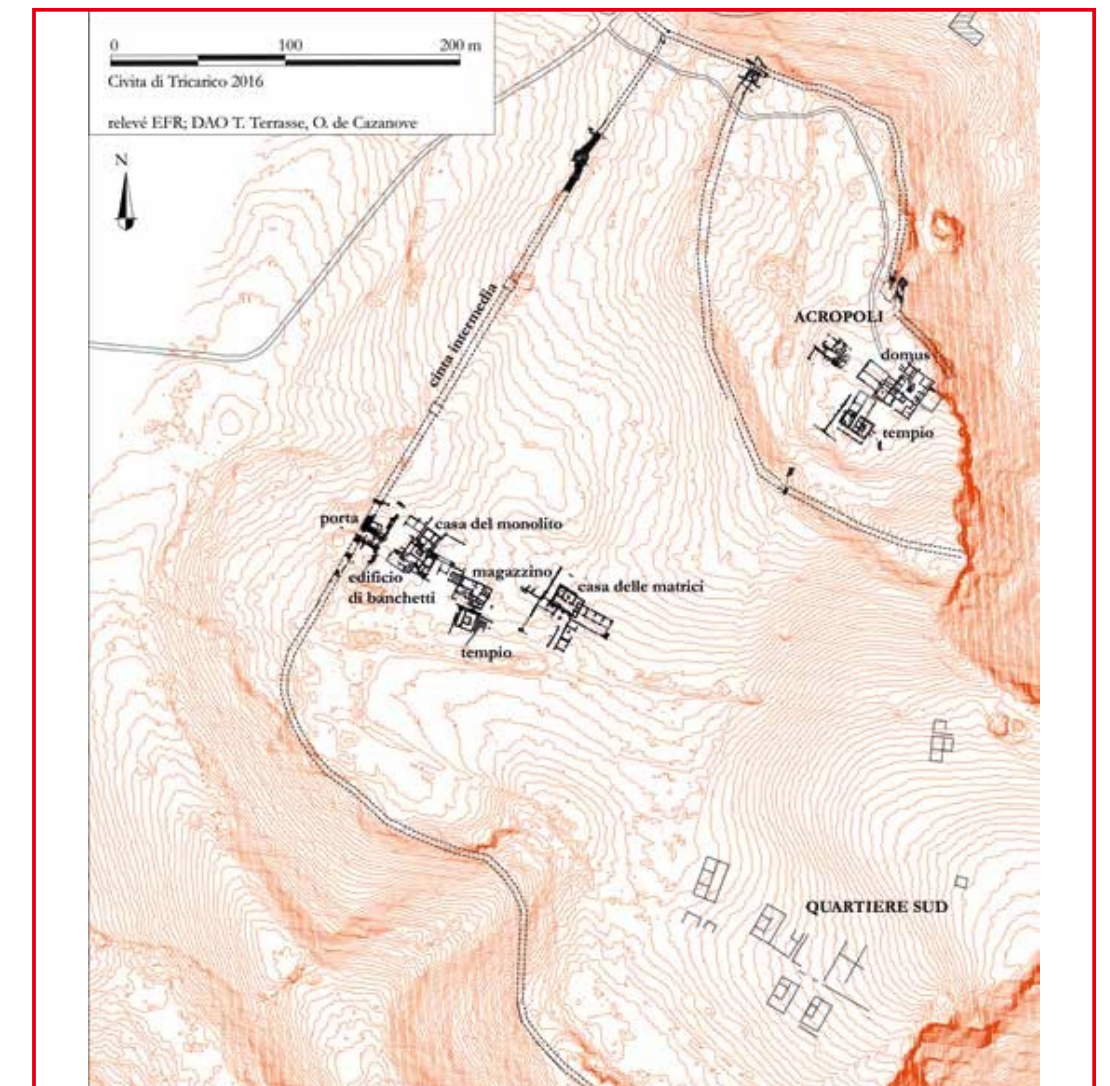 0 100 200 m
Civita di Tricarico 2016
relevé EFR; DAO T. Terrasse, O. de Cazanove
N
cinta intermedia
ACROPOLI
domus
tempio
porta
casa del monolito
edificio
di banchetti
magazzino
casa delle matrici
tempio
QUARTIERE SUD